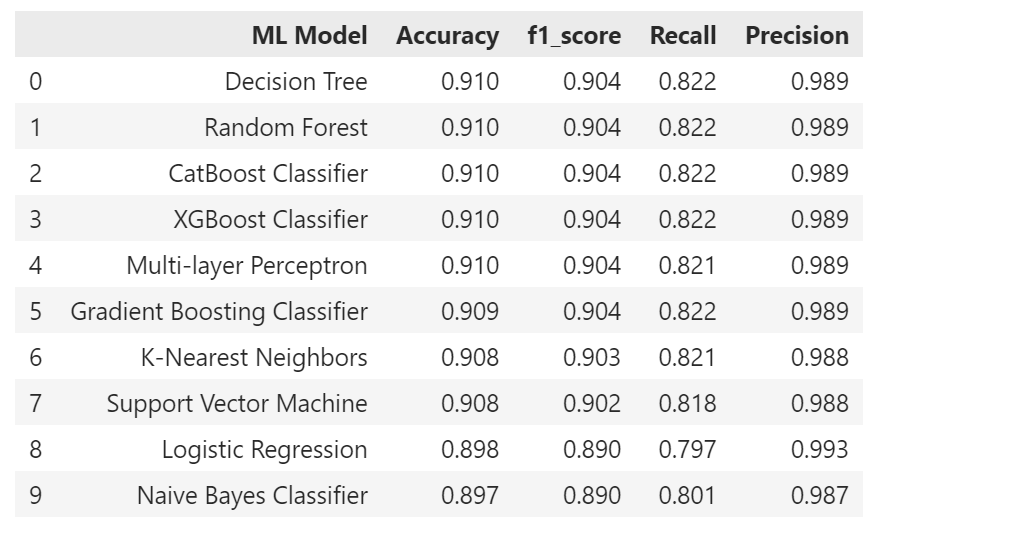 ML Model Accuracy f1_score Recall Precision
0 Decision Tree 0.910 0.904 0.822 0.989
1 Random Forest 0.910 0.904 0.822 0.989
2 CatBoost Classifier 0.910 0.904 0.822 0.989
3 XGBoost Classifier 0.910 0.904 0.822 0.989
4 Multi-layer Perceptron 0.910 0.904 0.821 0.989
5 Gradient Boosting Classifier 0.909 0.904 0.822 0.989
6 K-Nearest Neighbors 0.908 0.903 0.821 0.988
7 Support Vector Machine 0.908 0.902 0.818 0.988
8 Logistic Regression 0.898 0.890 0.797 0.993
9 Naive Bayes Classifier 0.897 0.890 0.801 0.987